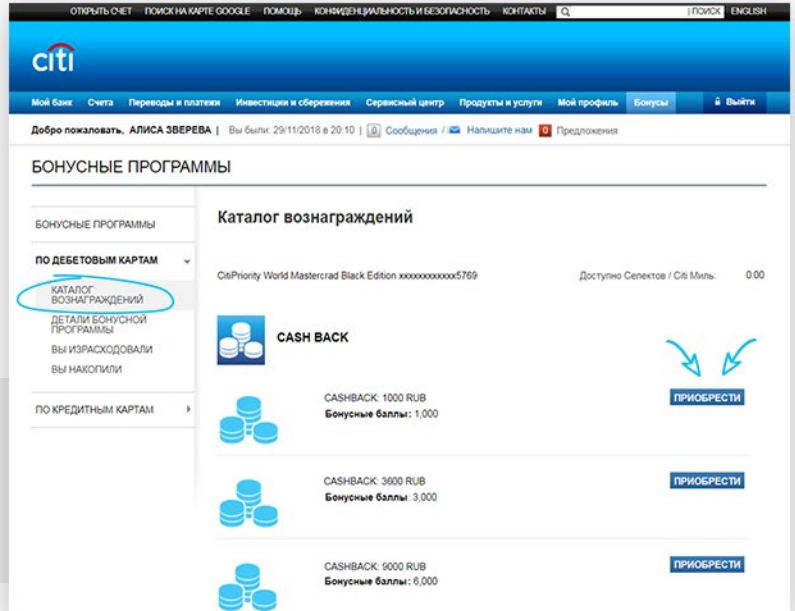 ОТКРЫТЬ СЧЕТ ПОИСК НА КАРТЕ GOOGLE ПОМОЩЬ КОНФИДЕНЦИАЛЬНОСТЬ И БЕЗОПАСНОСТЬ КОНТАКТЫ | ПОИСК ENGLISH
citi
Мой банк Счета Переводы и платежи Инвестиции и сбережения Сервисный центр Продукты и услуги Мой профиль Бонусы Выйти
Добро пожаловать, АЛИСА ЗВЕРЕВА | Вы были: 29/11/2018 в 20:10 | 0 Сообщения / Напишите нам 0 Предложения
БОНУСНЫЕ ПРОГРАММЫ
БОНУСНЫЕ ПРОГРАММЫ
ПО ДЕБЕТОВЫМ КАРТАМ
КАТАЛОГ
ВОЗНАГРАЖДЕНИЙ
ДЕТАЛИ БОНУСНОЙ
ПРОГРАММЫ
ВЫ ИЗРАСХОДОВАЛИ
ВЫ НАКОПИЛИ
ПО КРЕДИТНЫМ КАРТАМ
Каталог вознаграждений
CitiPriority World Mastercrad Black Edition xxxxxxxxxxxx5769 Доступно Селектов / Citi Миль: 0.00
CASH BACK
CASHBACK: 1000 RUB ПРИОБРЕСТИ
Бонусные баллы: 1,000
CASHBACK: 3600 RUB ПРИОБРЕСТИ
Бонусные баллы: 3,000
CASHBACK: 9000 RUB ПРИОБРЕСТИ
Бонусные баллы: 6,000